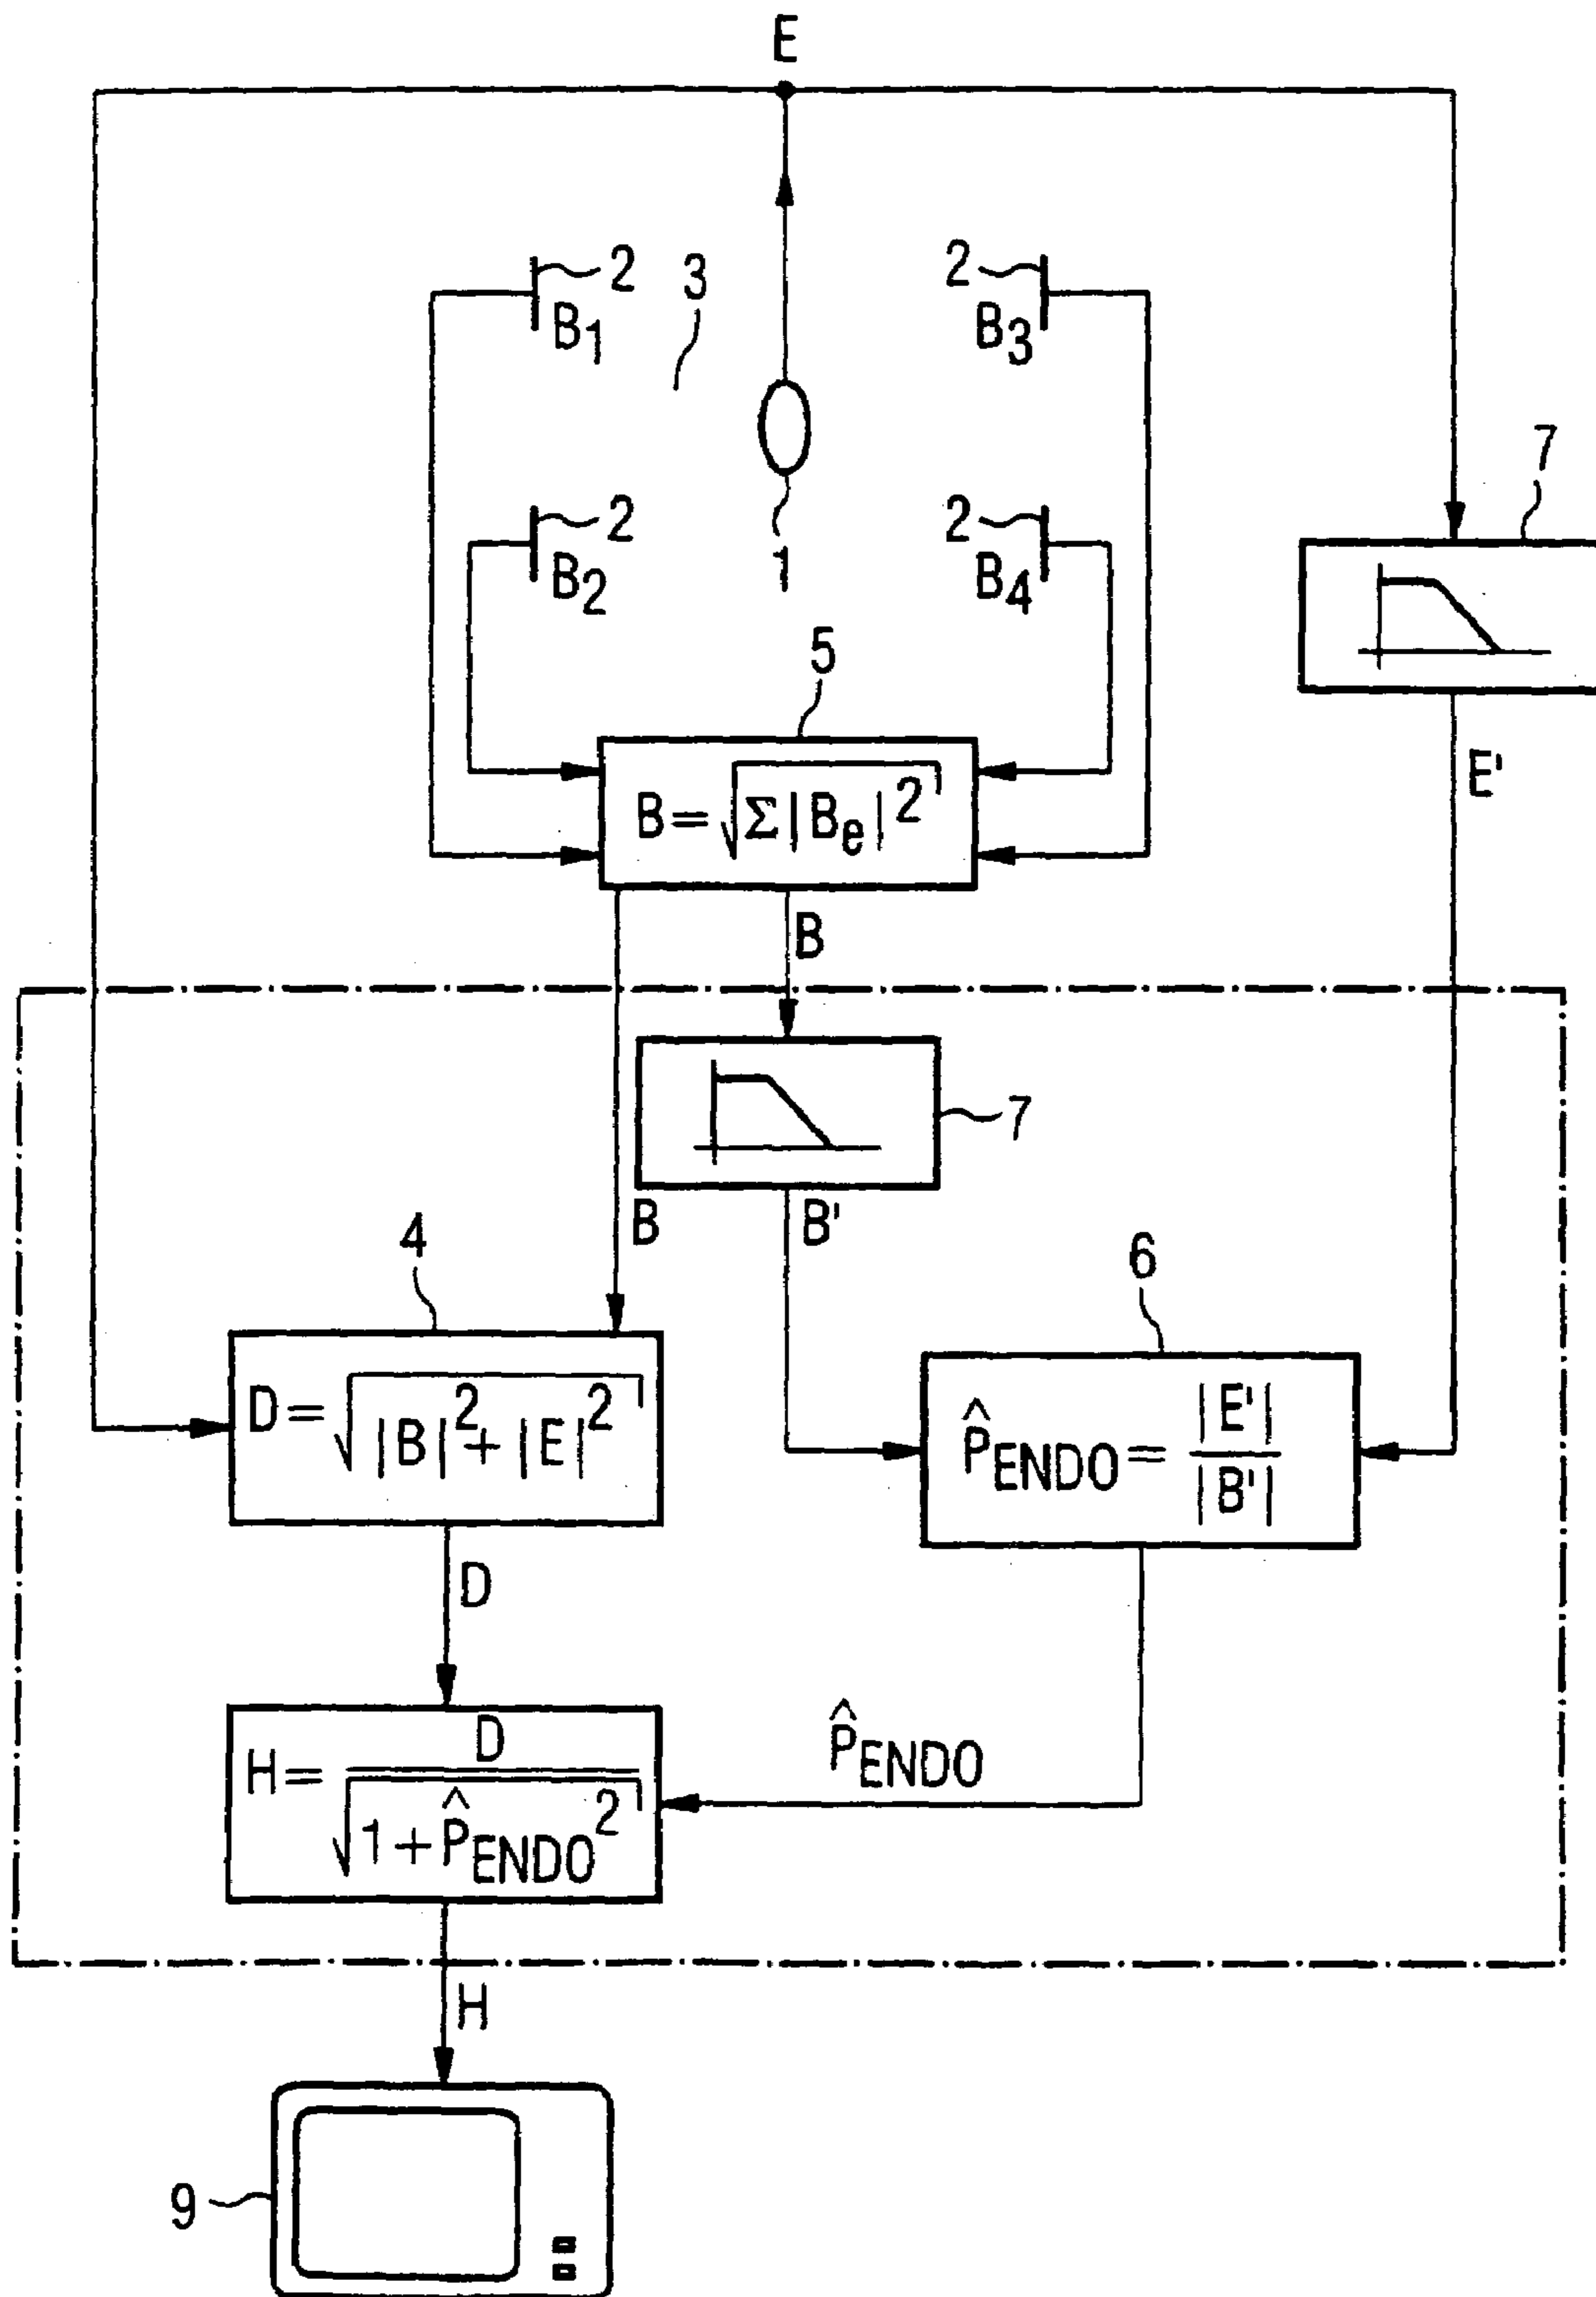 E
2
3
2
B₁
B₃
7
2
2
B₂
1
B₄
5
E'
B = √Σ|Bₑ|²
B
7
B
B'
4
6
D = √|B|² + |E|²
P̂ENDO = |E'| / |B'|
D
H = D / √1 + P̂ENDO²
P̂ENDO
H
9